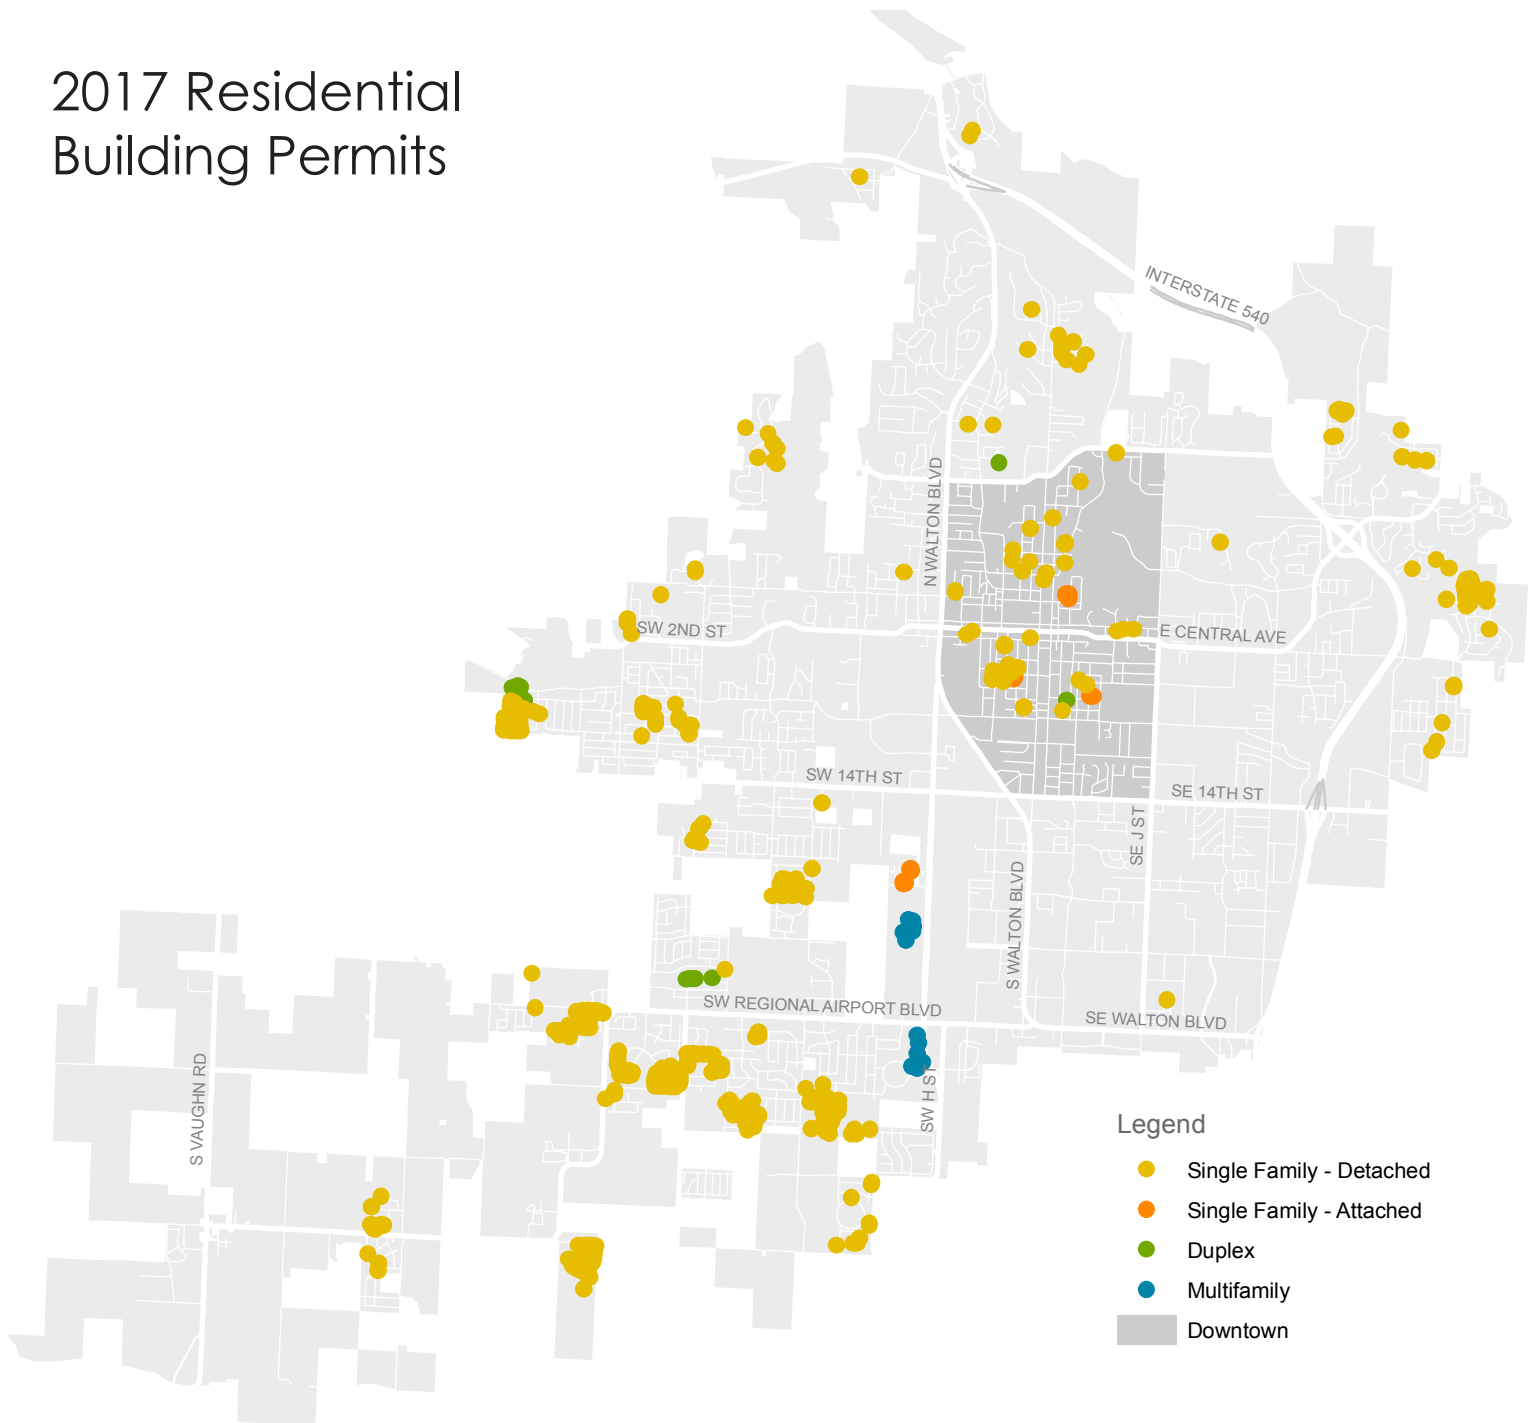 2017 Residential
Building Permits
INTERSTATE 540
N WALTON BLVD
SW 2ND ST
E CENTRAL AVE
SW 14TH ST
SE 14TH ST
SE J ST
S WALTON BLVD
SW REGIONAL AIRPORT BLVD
SE WALTON BLVD
S VAUGHN RD
SW H ST
Legend
Single Family - Detached
Single Family - Attached
Duplex
Multifamily
Downtown